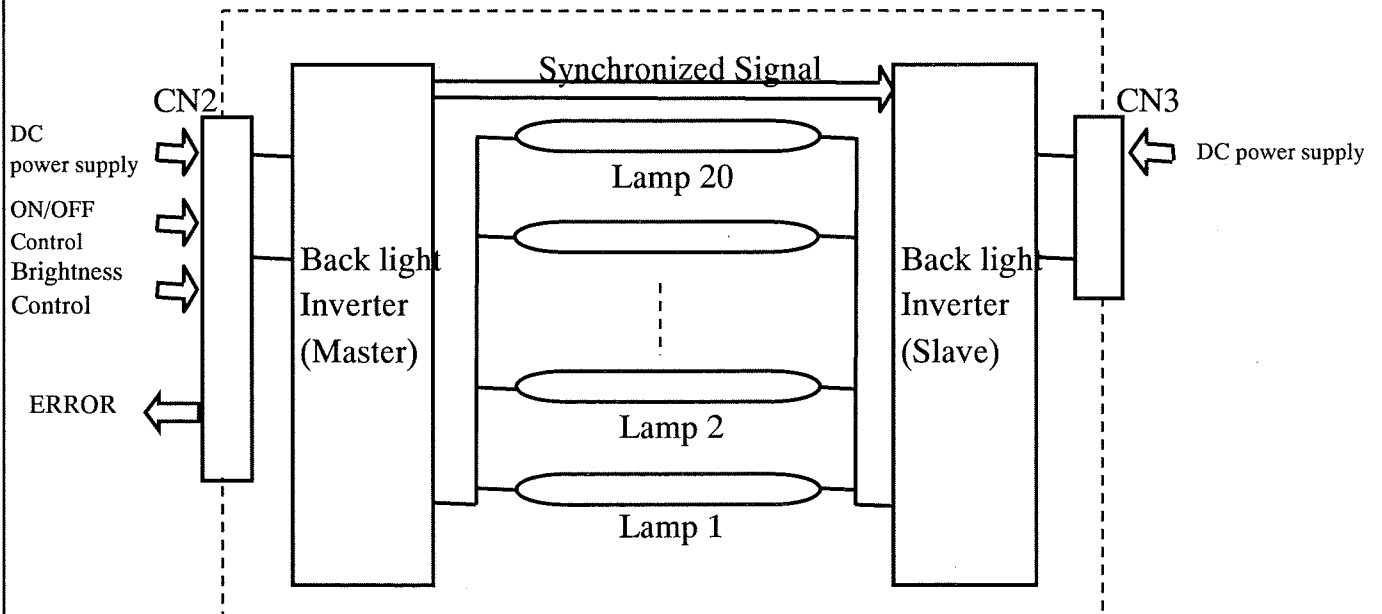 Synchronized Signal
CN2
CN3
DC
power supply
DC power supply
Lamp 20
ON/OFF
Control
Brightness
Control
Back light
Inverter
(Master)
Back light
Inverter
(Slave)
ERROR
Lamp 2
Lamp 1